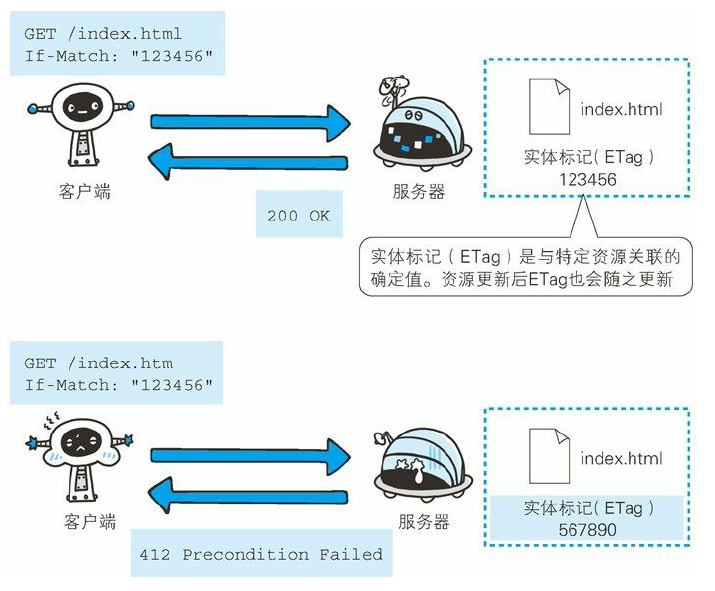 GET /index.html
If-Match: "123456"
index.html
实体标记（ETag）
123456
客户端
服务器
200 OK
实体标记（ETag）是与特定资源关联的
确定值。资源更新后ETag也会随之更新
GET /index.htm
If-Match: "123456"
index.html
实体标记（ETag）
567890
客户端
服务器
412 Precondition Failed